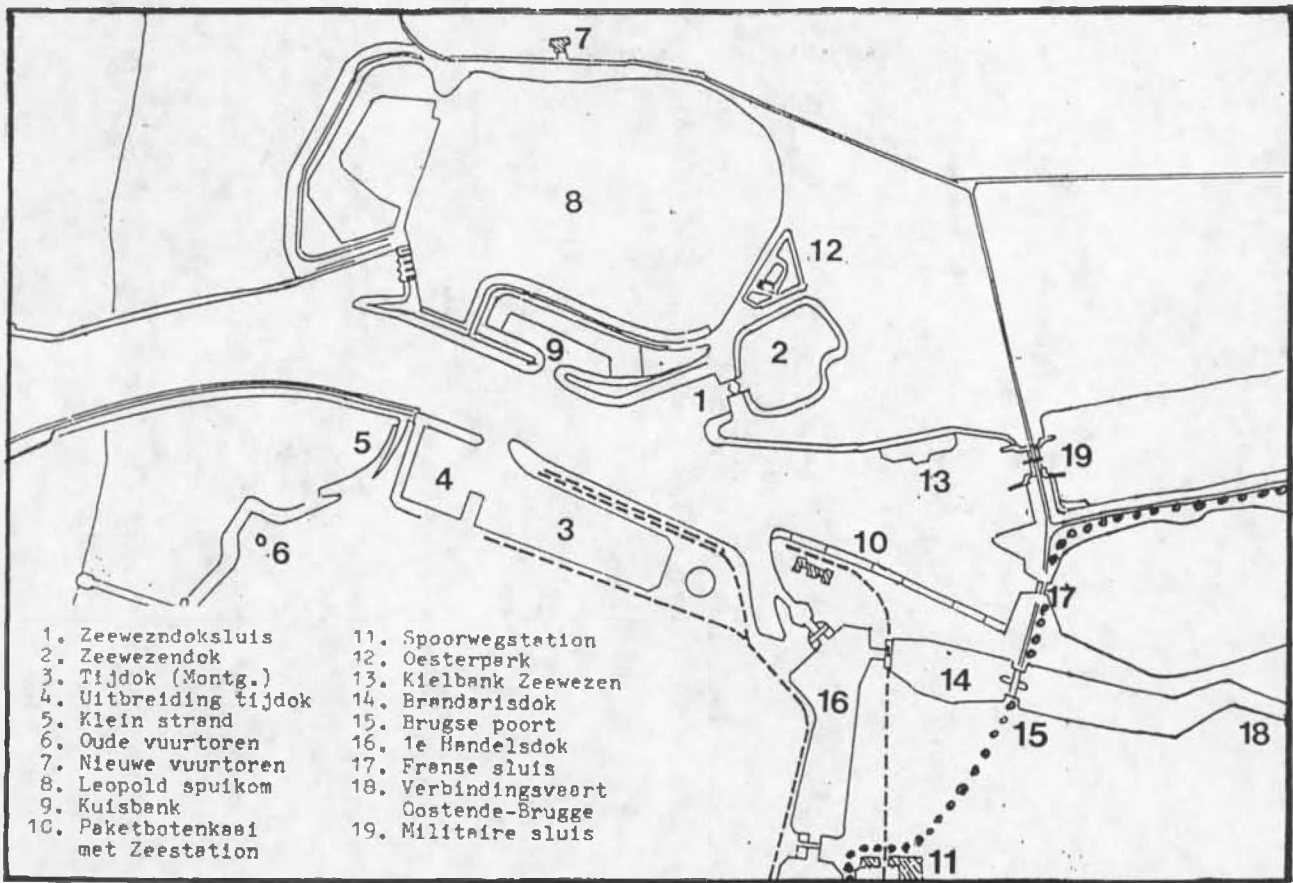 7
8
12
9
2
1
5
4
19
13
3
10
6
17
14
16
15
18
11
1. Zeewezndoksluis
2. Zeewezendok
3. Tijdok (Montg.)
4. Uitbreiding tijdok
5. Klein strand
6. Oude vuurtoren
7. Nieuwe vuurtoren
8. Leopold spuikom
9. Kuisbank
10. Paketbotenkaai
met Zeestation
11. Spoorwegstation
12. Oesterpark
13. Kielbank Zeewezen
14. Brandarisdok
15. Brugse poort
16. 1e Handelsdok
17. Franse sluis
18. Verbindingsvaart
Oostende-Brugge
19. Militaire sluis